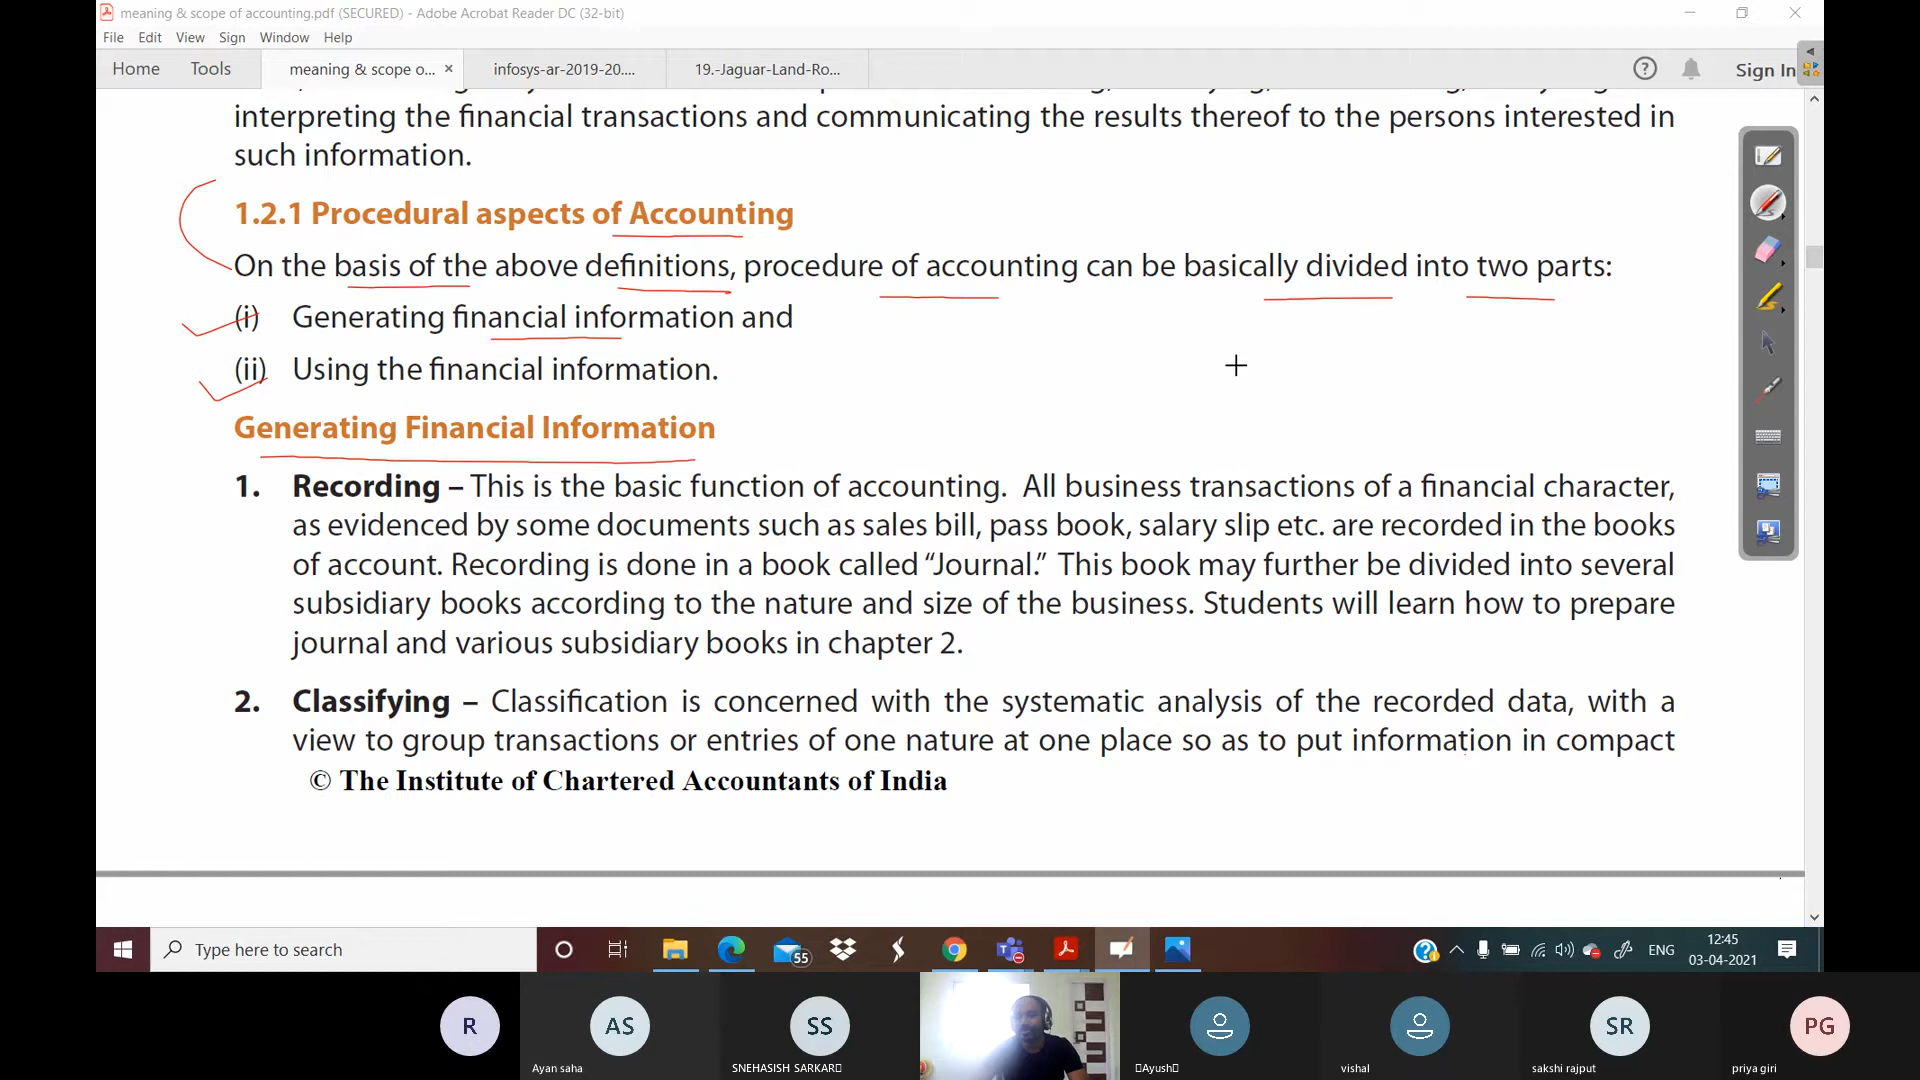 meaning & scope of accounting.pdf (SECURED) - Adobe Acrobat Reader DC (32-bit)
File Edit View Sign Window Help
Home Tools meaning & scope o... × infosys-ar-2019-20.... 19.-Jaguar-Land-Ro... Sign In
interpreting the financial transactions and communicating the results thereof to the persons interested in
such information.
1.2.1 Procedural aspects of Accounting
On the basis of the above definitions, procedure of accounting can be basically divided into two parts:
(i) Generating financial information and
(ii) Using the financial information.
Generating Financial Information
1. Recording – This is the basic function of accounting. All business transactions of a financial character,
as evidenced by some documents such as sales bill, pass book, salary slip etc. are recorded in the books
of account. Recording is done in a book called “Journal.” This book may further be divided into several
subsidiary books according to the nature and size of the business. Students will learn how to prepare
journal and various subsidiary books in chapter 2.
2. Classifying – Classification is concerned with the systematic analysis of the recorded data, with a
view to group transactions or entries of one nature at one place so as to put information in compact
© The Institute of Chartered Accountants of India
Type here to search 55 ENG 12:45
03-04-2021
R AS SS SR PG
Ayan saha SNEHASISH SARKAR Ayush vishal sakshi rajput priya giri